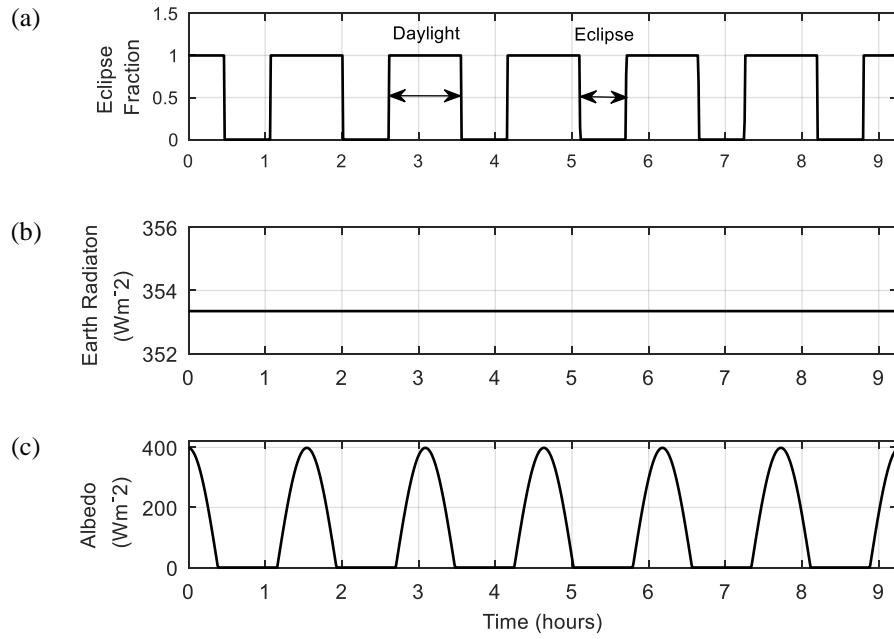 (a)
1.5
1
0.5
0
Eclipse
Fraction
Daylight
Eclipse
0 1 2 3 4 5 6 7 8 9
(b)
356
354
352
Earth Radiaton
(Wm-2)
0 1 2 3 4 5 6 7 8 9
(c)
400
200
0
Albedo
(Wm-2)
0 1 2 3 4 5 6 7 8 9
Time (hours)